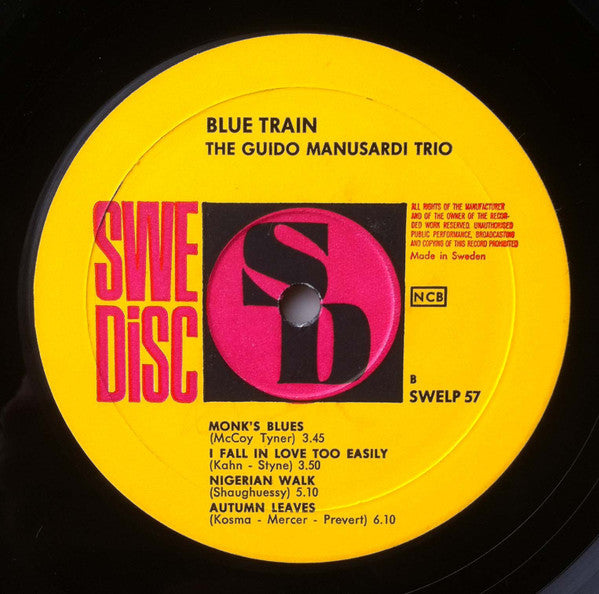 BLUE TRAIN
THE GUIDO MANUSARDI TRIO
SWE
DiSC
SD
ALL RIGHTS OF THE MANUFACTURER
AND OF THE OWNER OF THE RECOR-
DED WORK RESERVED. UNAUTHORISED
PUBLIC PERFORMANCE, BROADCASTING
AND COPYING OF THIS RECORD PROHIBITED
Made in Sweden
NCB
B
SWELP 57
MONK'S BLUES
(McCoy Tyner) 3.45
I FALL IN LOVE TOO EASILY
(Kahn - Styne) 3.50
NIGERIAN WALK
(Shaughuessy) 5.10
AUTUMN LEAVES
(Kosma - Mercer - Prevert) 6.10